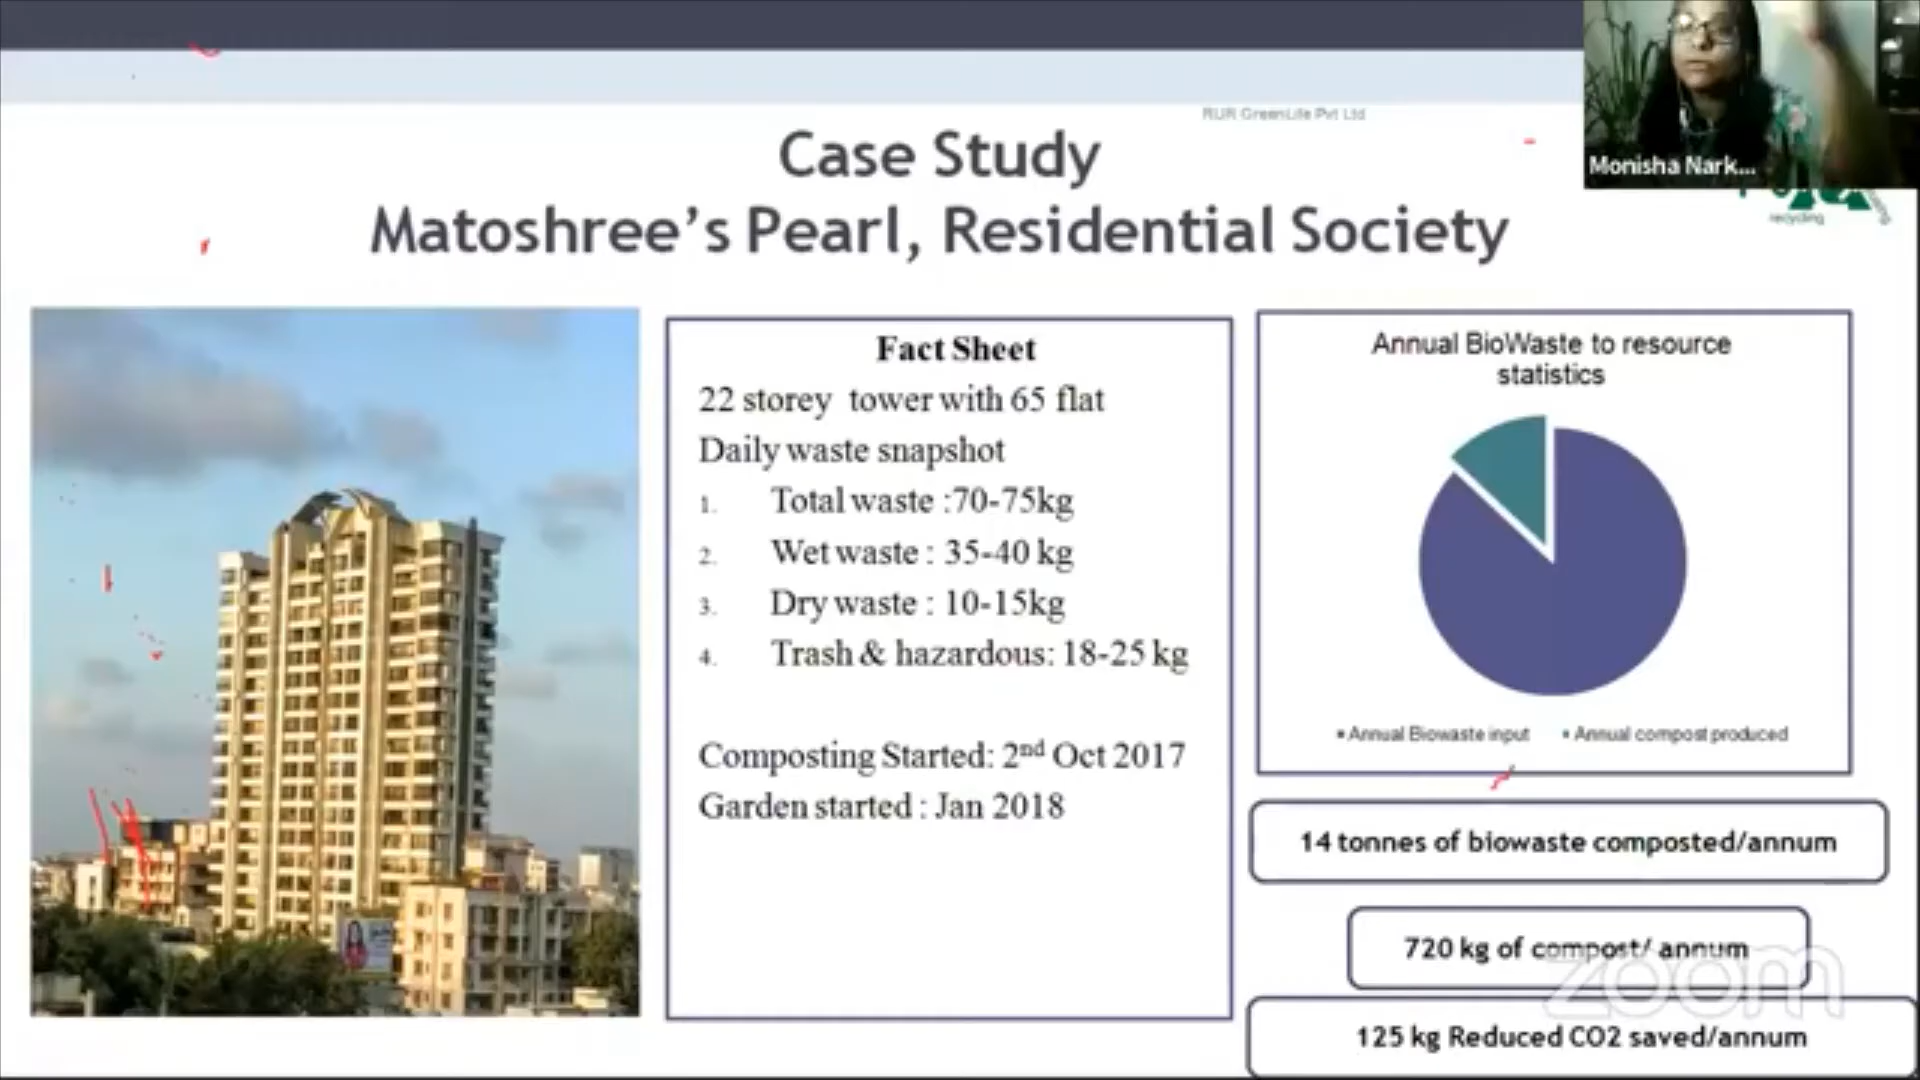 RUR GreenLife Pvt Ltd
Monisha Nark...
recycling
Case Study
Matoshree's Pearl, Residential Society
Fact Sheet
22 storey tower with 65 flat
Daily waste snapshot
1. Total waste :70-75kg
2. Wet waste : 35-40 kg
3. Dry waste : 10-15kg
4. Trash & hazardous: 18-25 kg
Composting Started: 2nd Oct 2017
Garden started : Jan 2018
Annual BioWaste to resource
statistics
Annual Biowaste input Annual compost produced
14 tonnes of biowaste composted/annum
720 kg of compost/ annum
zoom
125 kg Reduced CO2 saved/annum